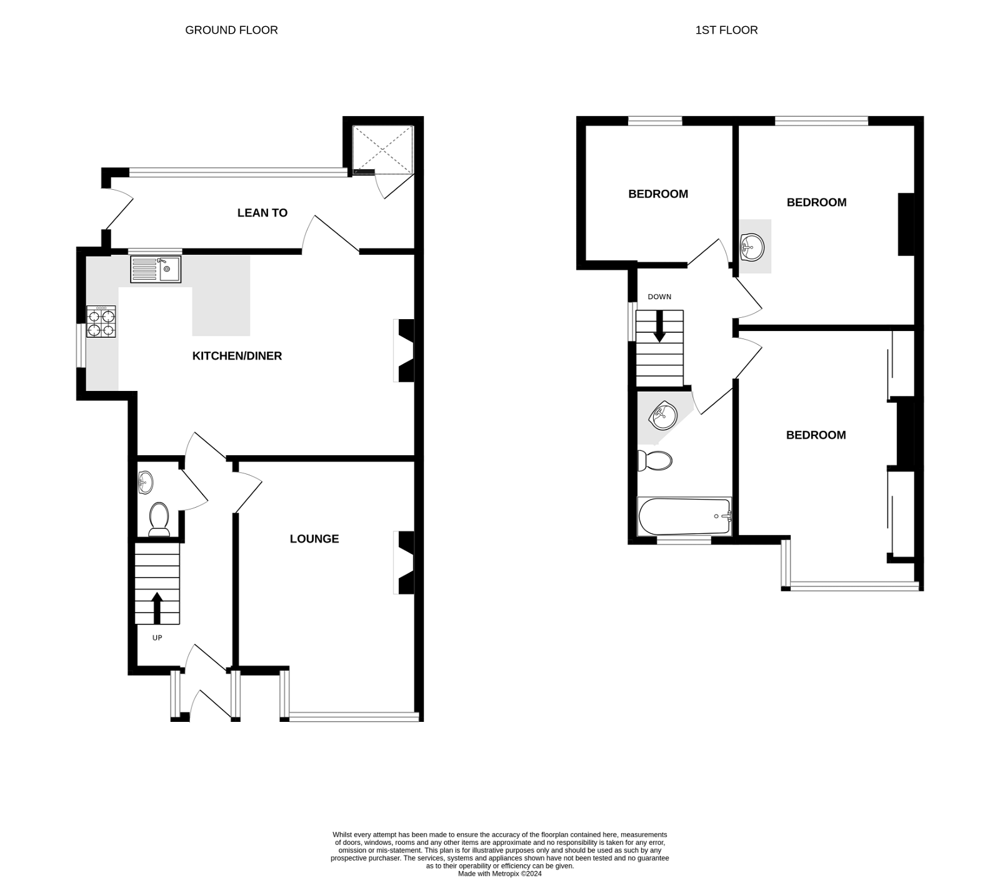 GROUND FLOOR
1ST FLOOR
LEAN TO
KITCHEN/DINER
LOUNGE
UP
BEDROOM
BEDROOM
DOWN
BEDROOM
Whilst every attempt has been made to ensure the accuracy of the floorplan contained here, measurements
of doors, windows, rooms and any other items are approximate and no responsibility is taken for any error,
omission or mis-statement. This plan is for illustrative purposes only and should be used as such by any
prospective purchaser. The services, systems and appliances shown have not been tested and no guarantee
as to their operability or efficiency can be given.
Made with Metropix ©2024